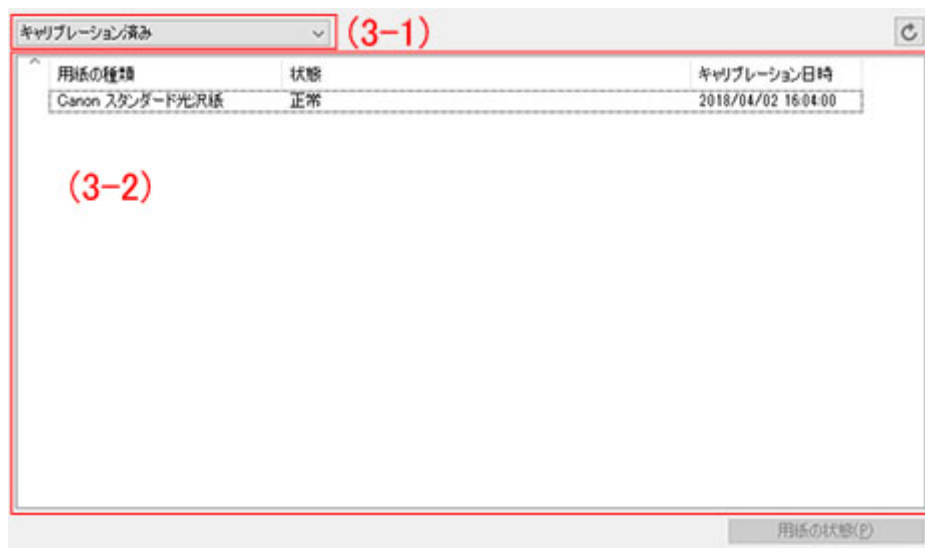 キャリブレーション済み
(3-1)
用紙の種類 状態 キャリブレーション日時
Canon スタンダード光沢紙 正常 2018/04/02 16:04:00
(3-2)
用紙の状態(P)